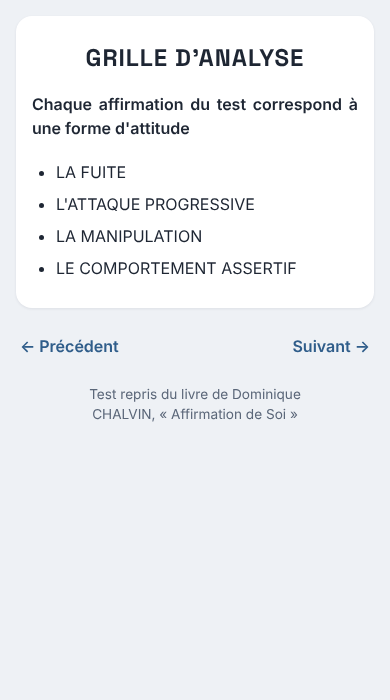 GRILLE D’ANALYSE
Chaque affirmation du test correspond à
une forme d'attitude
• LA FUITE
• L'ATTAQUE PROGRESSIVE
• LA MANIPULATION
• LE COMPORTEMENT ASSERTIF
← Précédent Suivant →
Test repris du livre de Dominique
CHALVIN, « Affirmation de Soi »